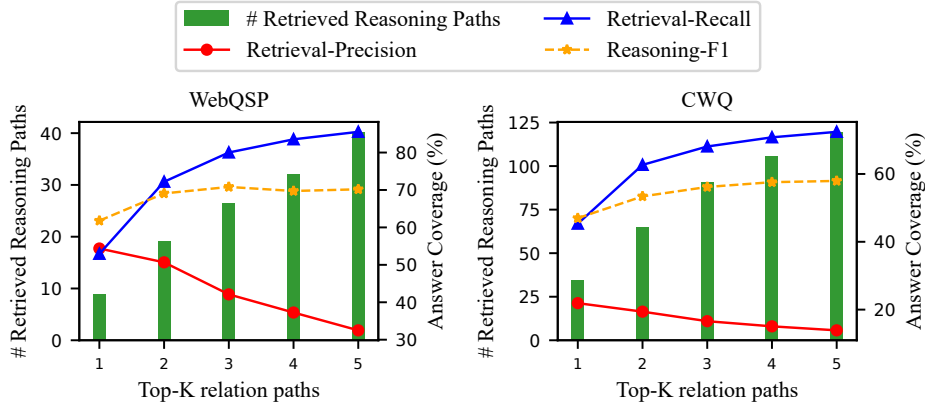 # Retrieved Reasoning Paths
Retrieval-Recall
Retrieval-Precision
Reasoning-F1
WebQSP
# Retrieved Reasoning Paths
40
30
20
10
0
80
70
60
50
40
30
Answer Coverage (%)
1 2 3 4 5
Top-K relation paths
CWQ
# Retrieved Reasoning Paths
125
100
75
50
25
0
60
40
20
Answer Coverage (%)
1 2 3 4 5
Top-K relation paths